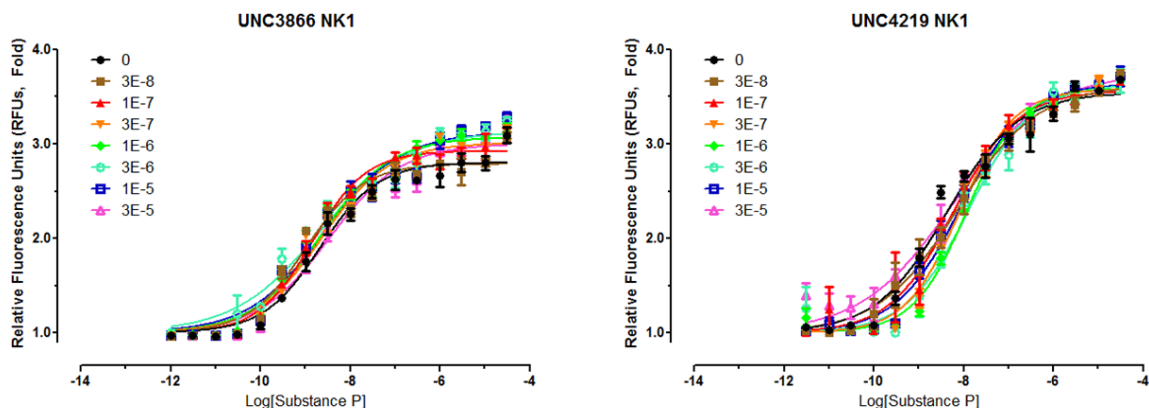 UNC3866 NK1
Relative Fluorescence Units (RFUs, Fold)
4.0
3.0
2.0
1.0
0
3E-8
1E-7
3E-7
1E-6
3E-6
1E-5
3E-5
-14
-12
-10
-8
-6
-4
Log[Substance P]
UNC4219 NK1
Relative Fluorescence Units (RFUs, Fold)
4.0
3.0
2.0
1.0
0
3E-8
1E-7
3E-7
1E-6
3E-6
1E-5
3E-5
-14
-12
-10
-8
-6
-4
Log[Substance P]